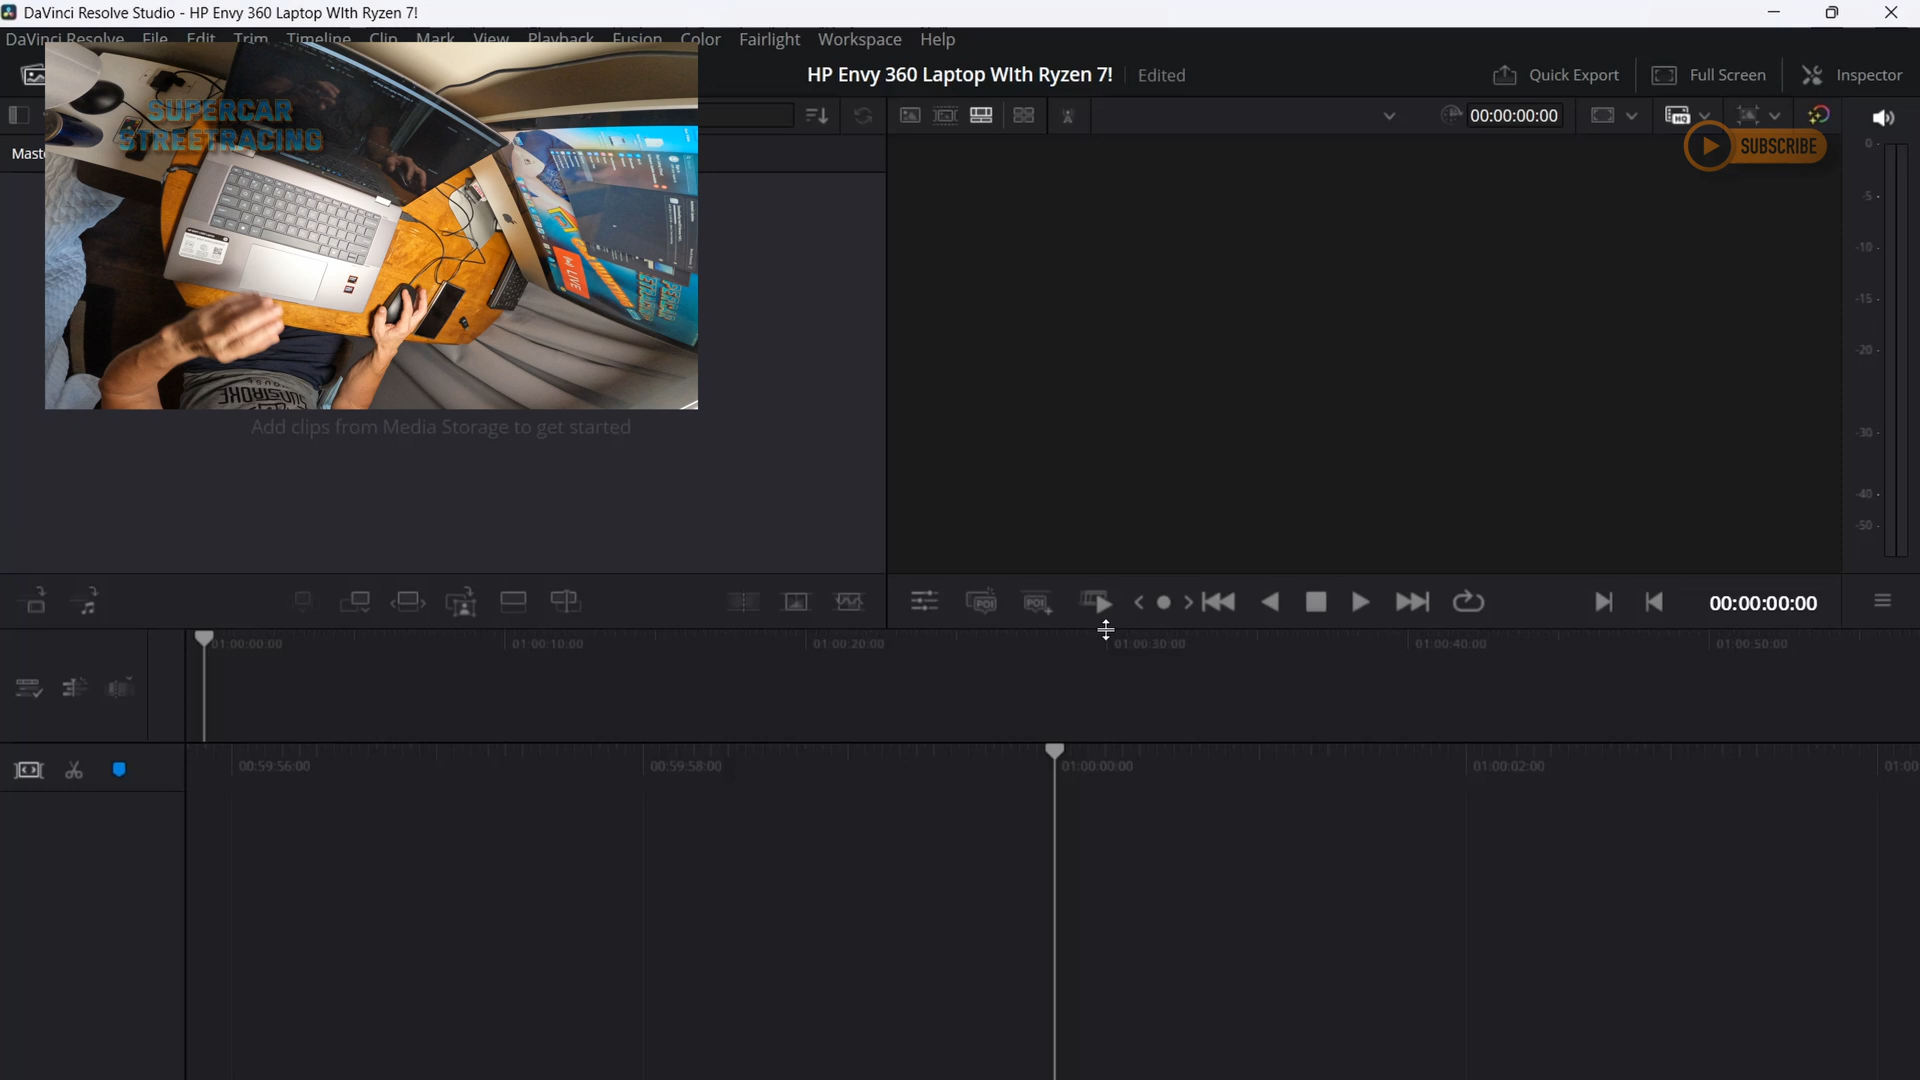 DaVinci Resolve Studio - HP Envy 360 Laptop WIth Ryzen 7!
DaVinci Resolve File Edit Trim Timeline Clip Mark View Playback Fusion Color Fairlight Workspace Help
HP Envy 360 Laptop WIth Ryzen 7! Edited
Quick Export Full Screen Inspector
00:00:00:00
HQ
SUBSCRIBE
SUPERCAR
STREETRACING
LIVE
SUNSTROKE
Add clips from Media Storage to get started
0
-5
-10
-15
-20
-30
-40
-50
POI POI
00:00:00:00
01:00:00:00 01:00:10:00 01:00:20:00 01:00:30:00 01:00:40:00 01:00:50:00
00:59:56:00 00:59:58:00 01:00:00:00 01:00:02:00 01:00